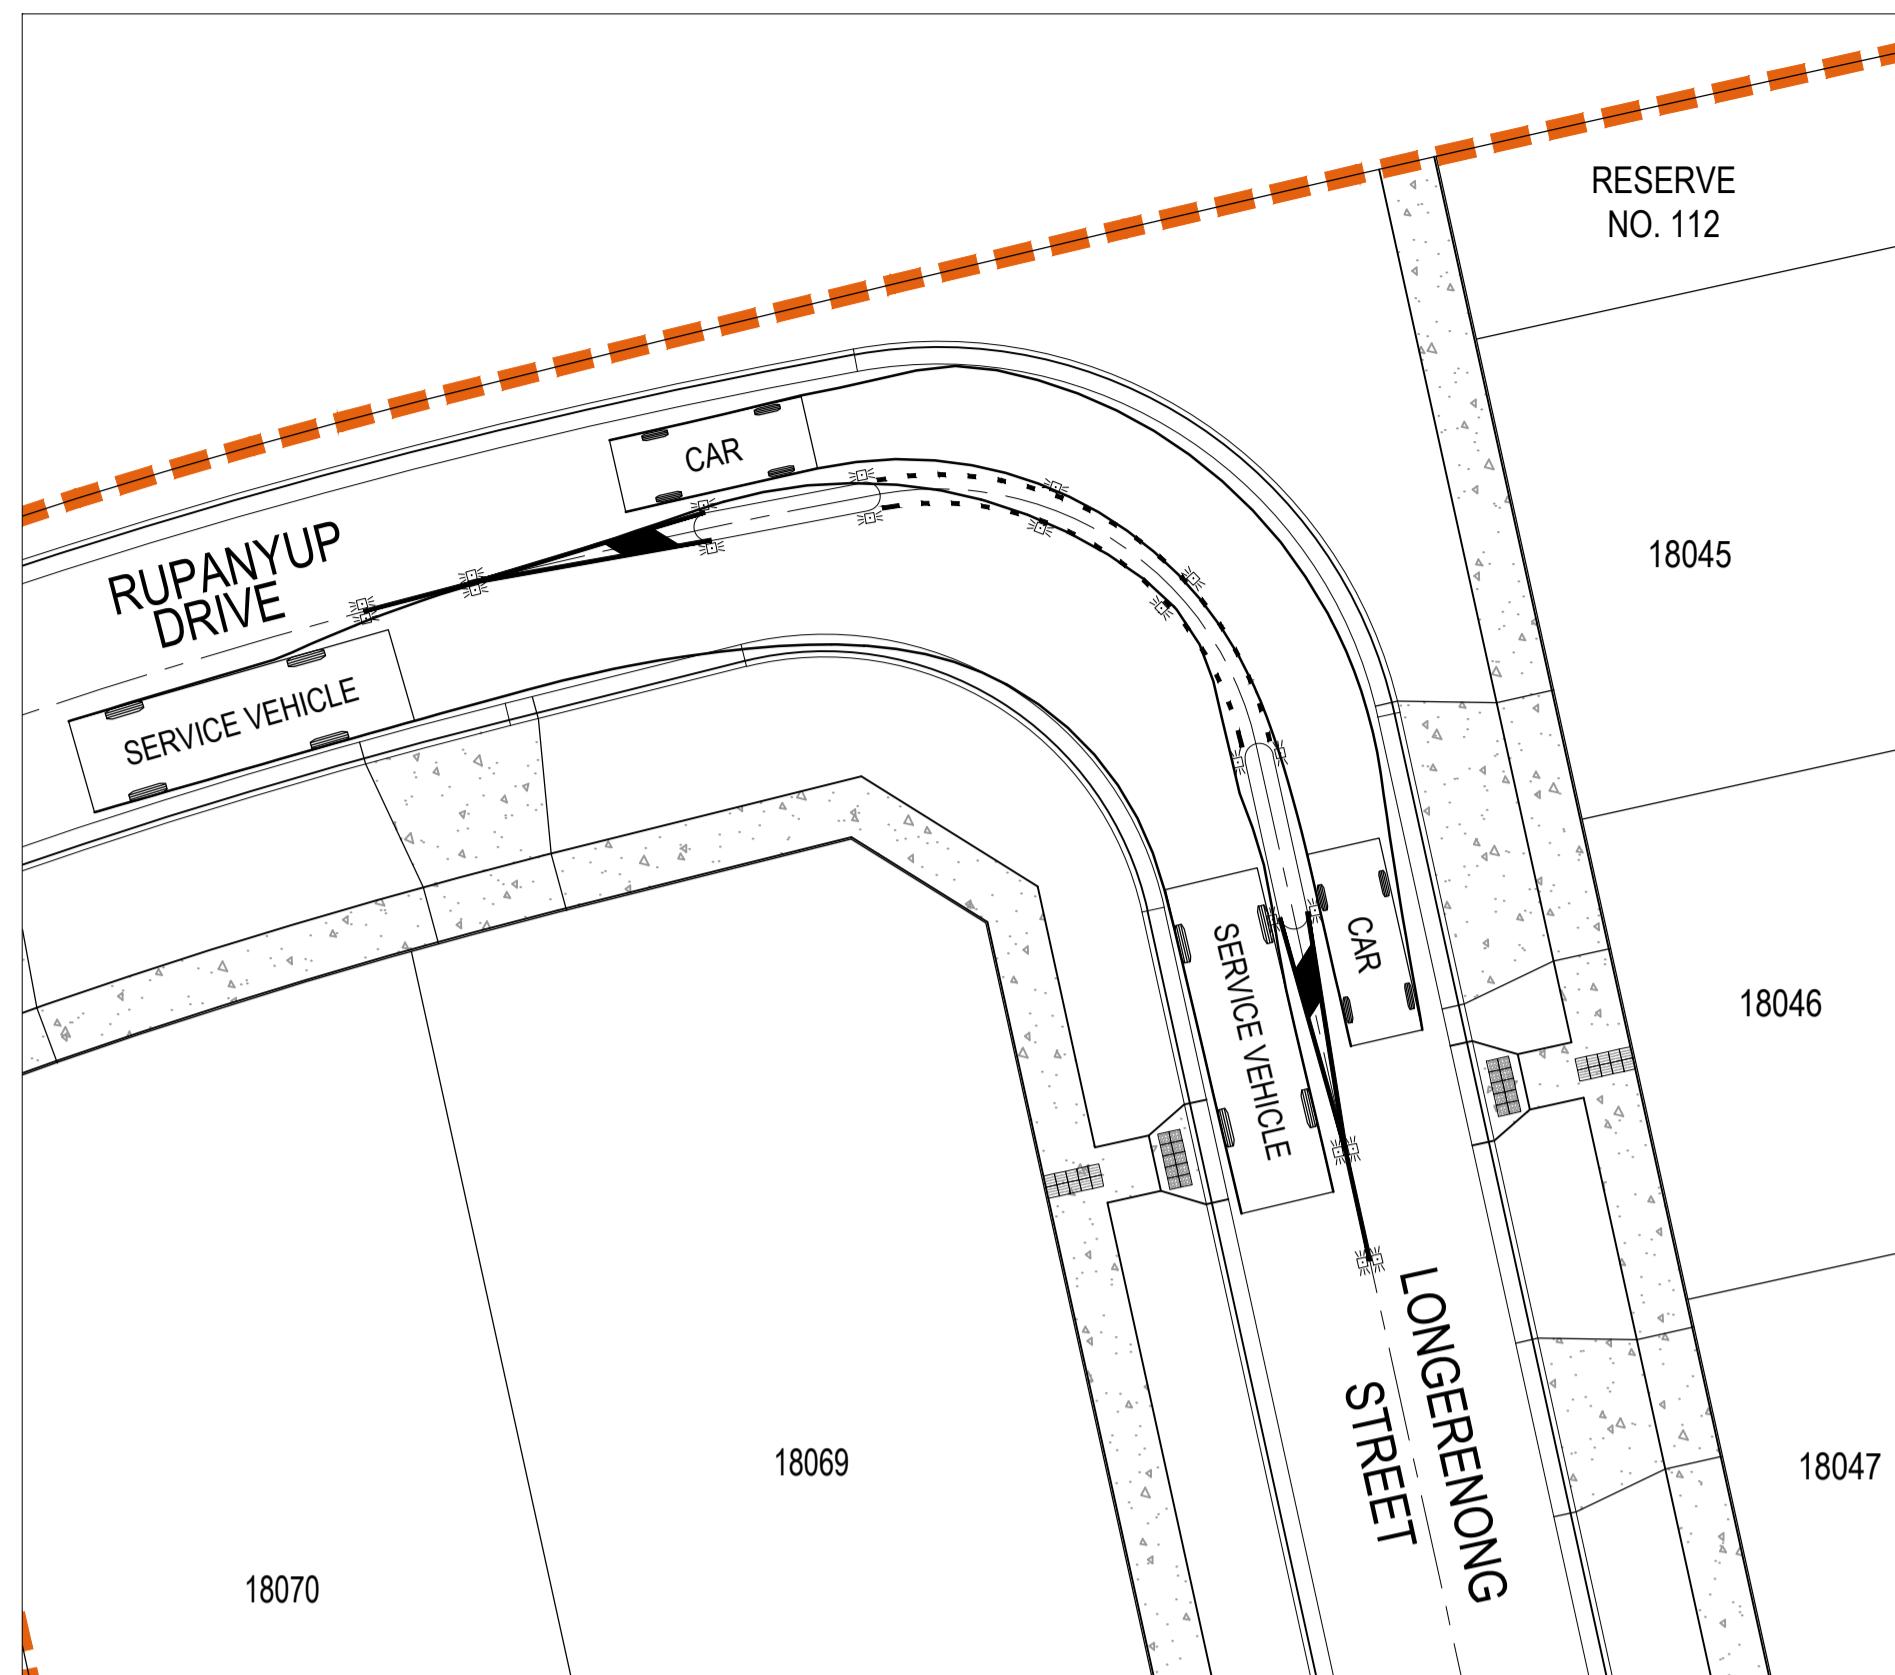 RESERVE
NO. 112
CAR
RUPANYUP
DRIVE
SERVICE VEHICLE
18045
SERVICE VEHICLE
CAR
18046
LONGERENONG
STREET
18069
18047
18070